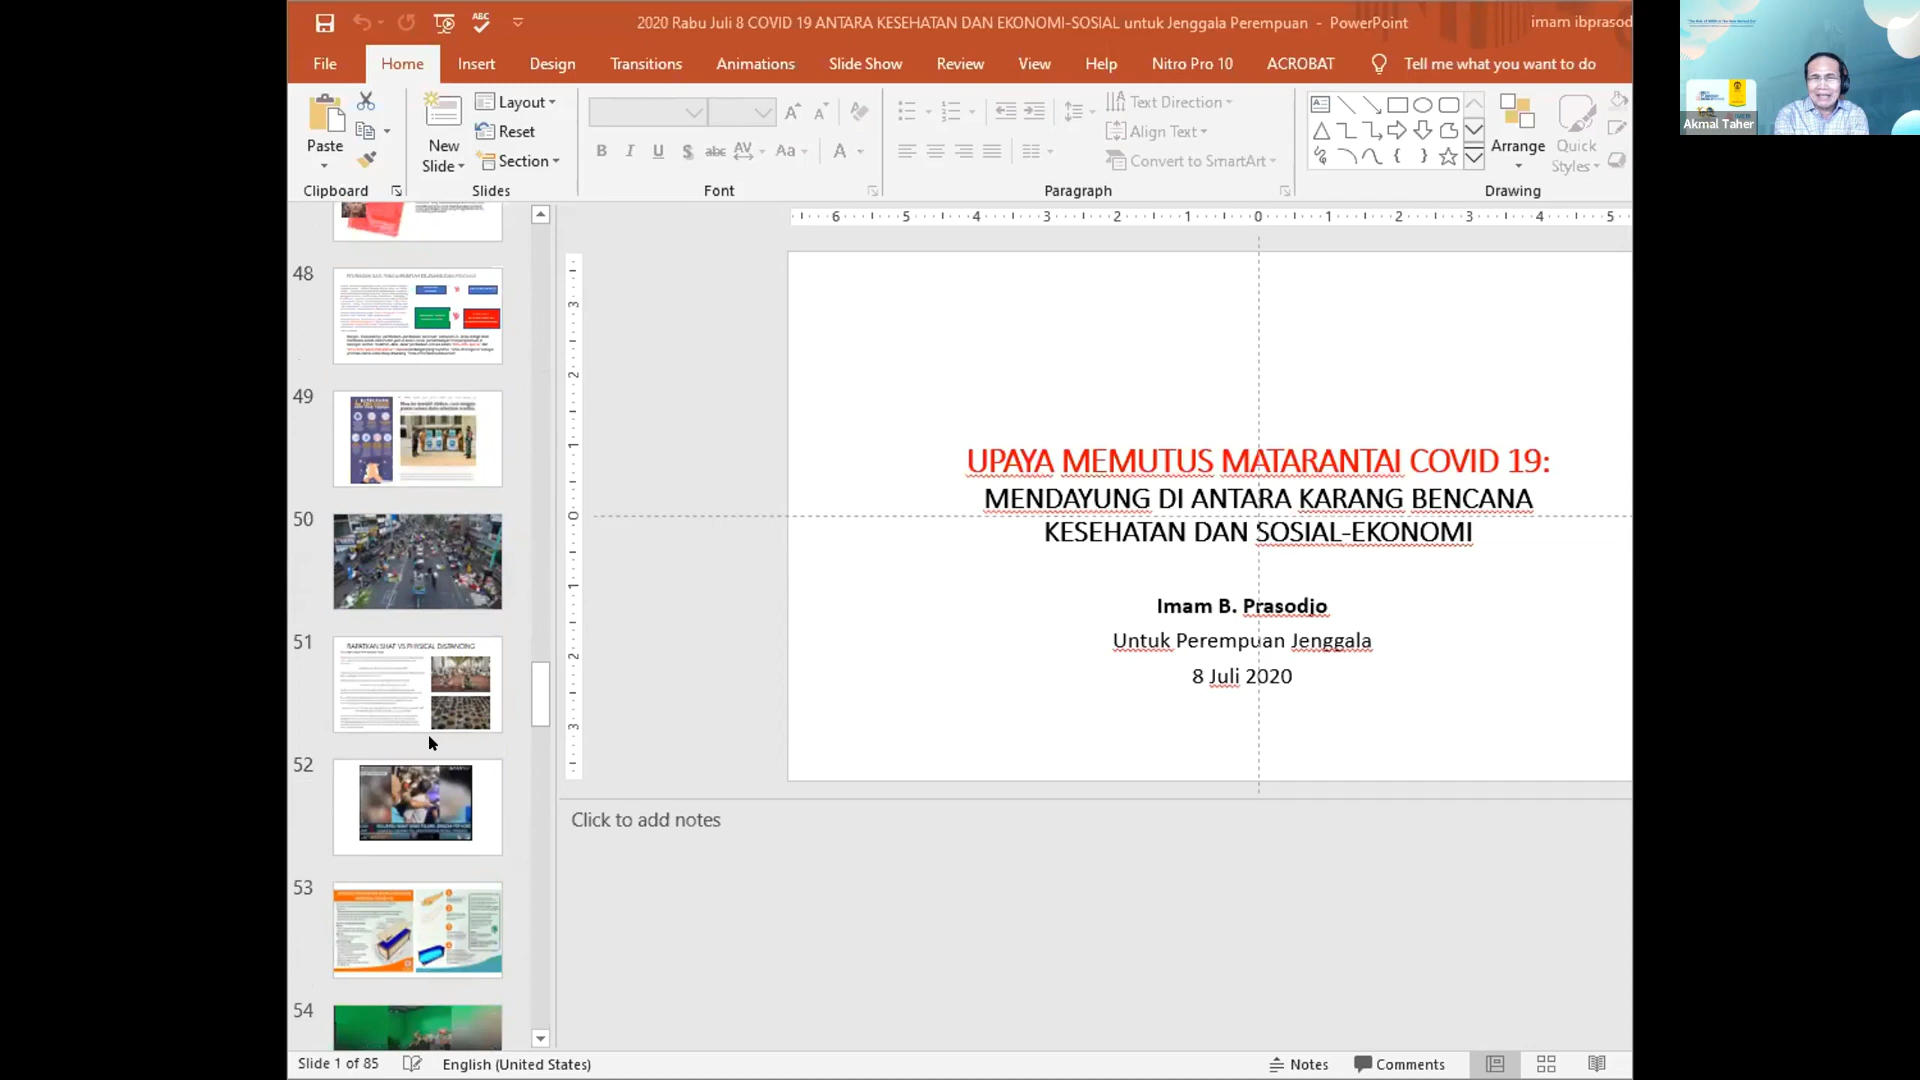 2020 Rabu Juli 8 COVID 19 ANTARA KESEHATAN DAN EKONOMI-SOSIAL untuk Jenggala Perempuan - PowerPoint
imam ibprasod
File Home Insert Design Transitions Animations Slide Show Review View Help Nitro Pro 10 ACROBAT Tell me what you want to do
Paste
Clipboard
New
Slide
Layout
Reset
Section
Slides
Font
Text Direction
Align Text
Convert to SmartArt
Paragraph
Arrange
Quick
Styles
Drawing
Akmal Taher
48
49
50
51
RAPATKAN SHAF VS PHYSICAL DISTANCING
52
53
54
UPAYA MEMUTUS MATARANTAI COVID 19:
MENDAYUNG DI ANTARA KARANG BENCANA
KESEHATAN DAN SOSIAL-EKONOMI
Imam B. Prasodjo
Untuk Perempuan Jenggala
8 Juli 2020
Click to add notes
Slide 1 of 85
English (United States)
Notes
Comments